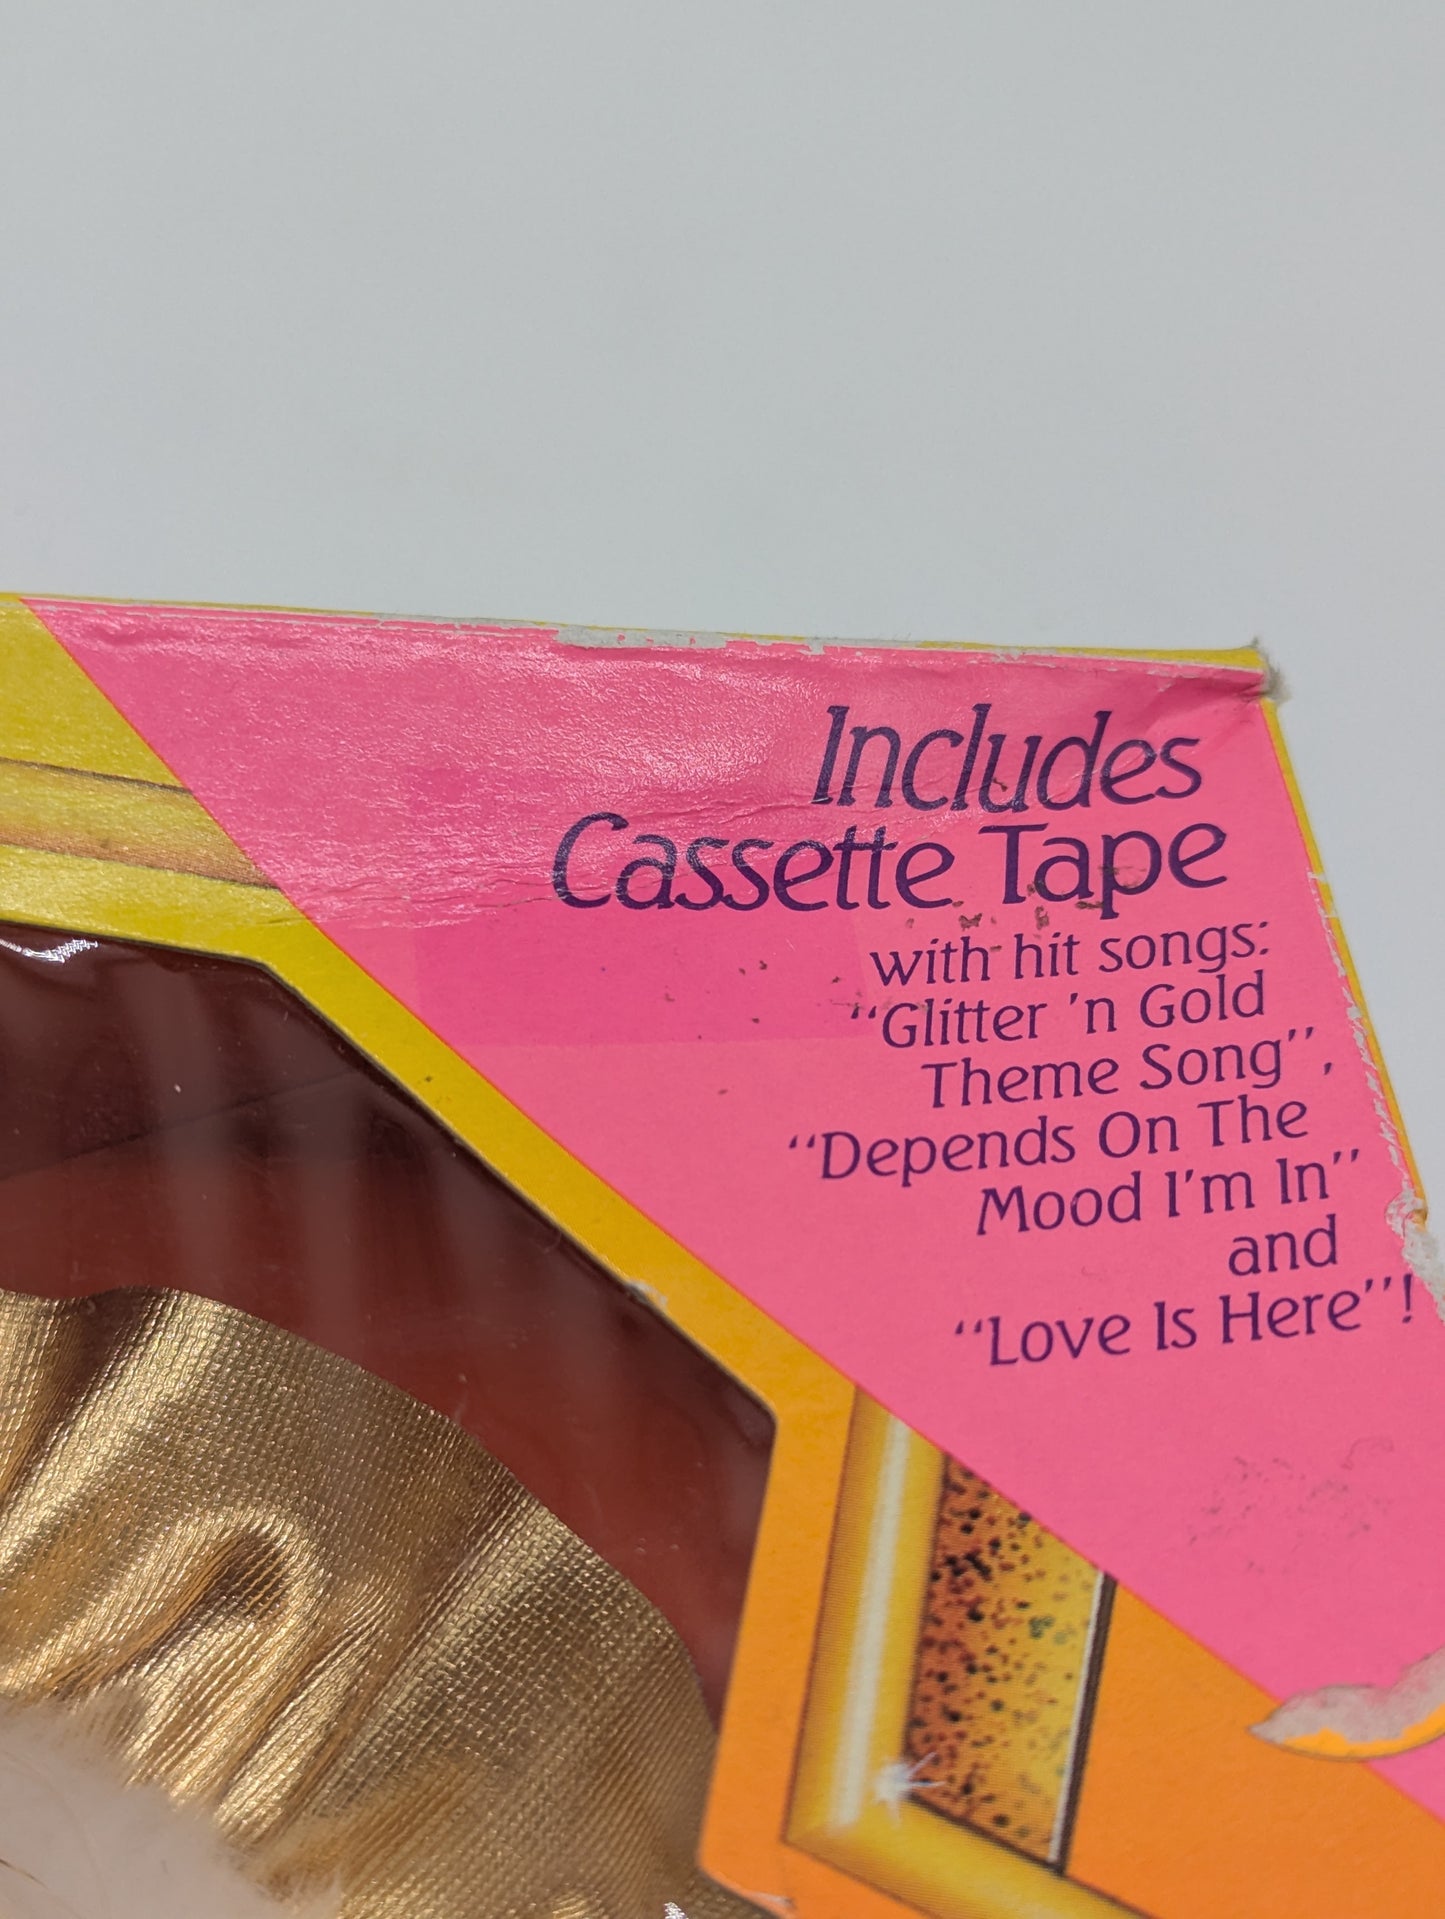 Includes
Cassette Tape
with hit songs:
“Glitter ’n Gold
Theme Song”,
“Depends On The
Mood I’m In”
and
“Love Is Here”!